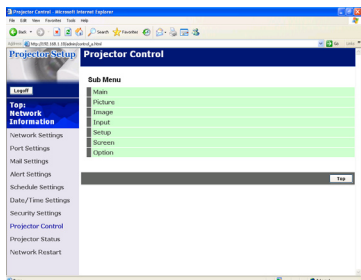 Projector Control - Microsoft Internet Explorer
File Edit View Favorites Tools Help
Back Search Favorites
Address Go
Projector Setup
Projector Control
Logoff
Sub Menu
Main
Picture
Image
Input
Setup
Screen
Option
Top
Top:
Network
Information
Network Settings
Port Settings
Mail Settings
Alert Settings
Schedule Settings
Date/Time Settings
Security Settings
Projector Control
Projector Status
Network Restart